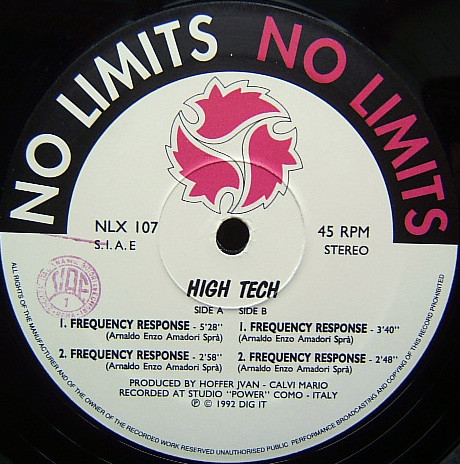 NO LIMITS NO LIMITS
NLX 107
S.I.A.E
45 RPM
STEREO
HIGH TECH
SIDE A
1. FREQUENCY RESPONSE - 5'28"
(Arnaldo Enzo Amadori Sprà)
2. FREQUENCY RESPONSE - 2'58"
(Arnaldo Enzo Amadori Sprà)
SIDE B
1. FREQUENCY RESPONSE - 3'40"
(Arnaldo Enzo Amadori Sprà)
2. FREQUENCY RESPONSE - 2'48"
(Arnaldo Enzo Amadori Sprà)
PRODUCED BY HOFFER JVAN - CALVI MARIO
RECORDED AT STUDIO "POWER" COMO - ITALY
℗ © 1992 DIG IT
ALL RIGHTS OF THE MANUFACTURER AND OF THE OWNER OF THE RECORDED WORK RESERVED UNAUTHORISED PUBLIC PERFORMANCE BROADCASTING AND COPYING OF THIS RECORD PROHIBITED